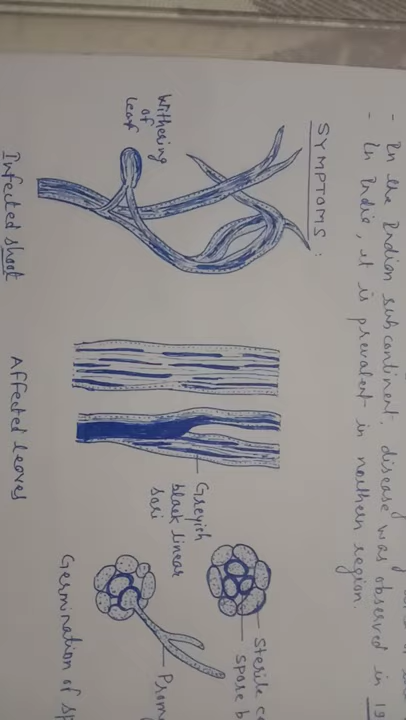 - In the Indian subcontinent, disease was observed in 19
- In India, it is prevalent in northern region.
SYMPTOMS :
Withering
of
leaf
Infected shoot
Greyish
black linear
sori
Affected leaves
Sterile
spore
Germination of